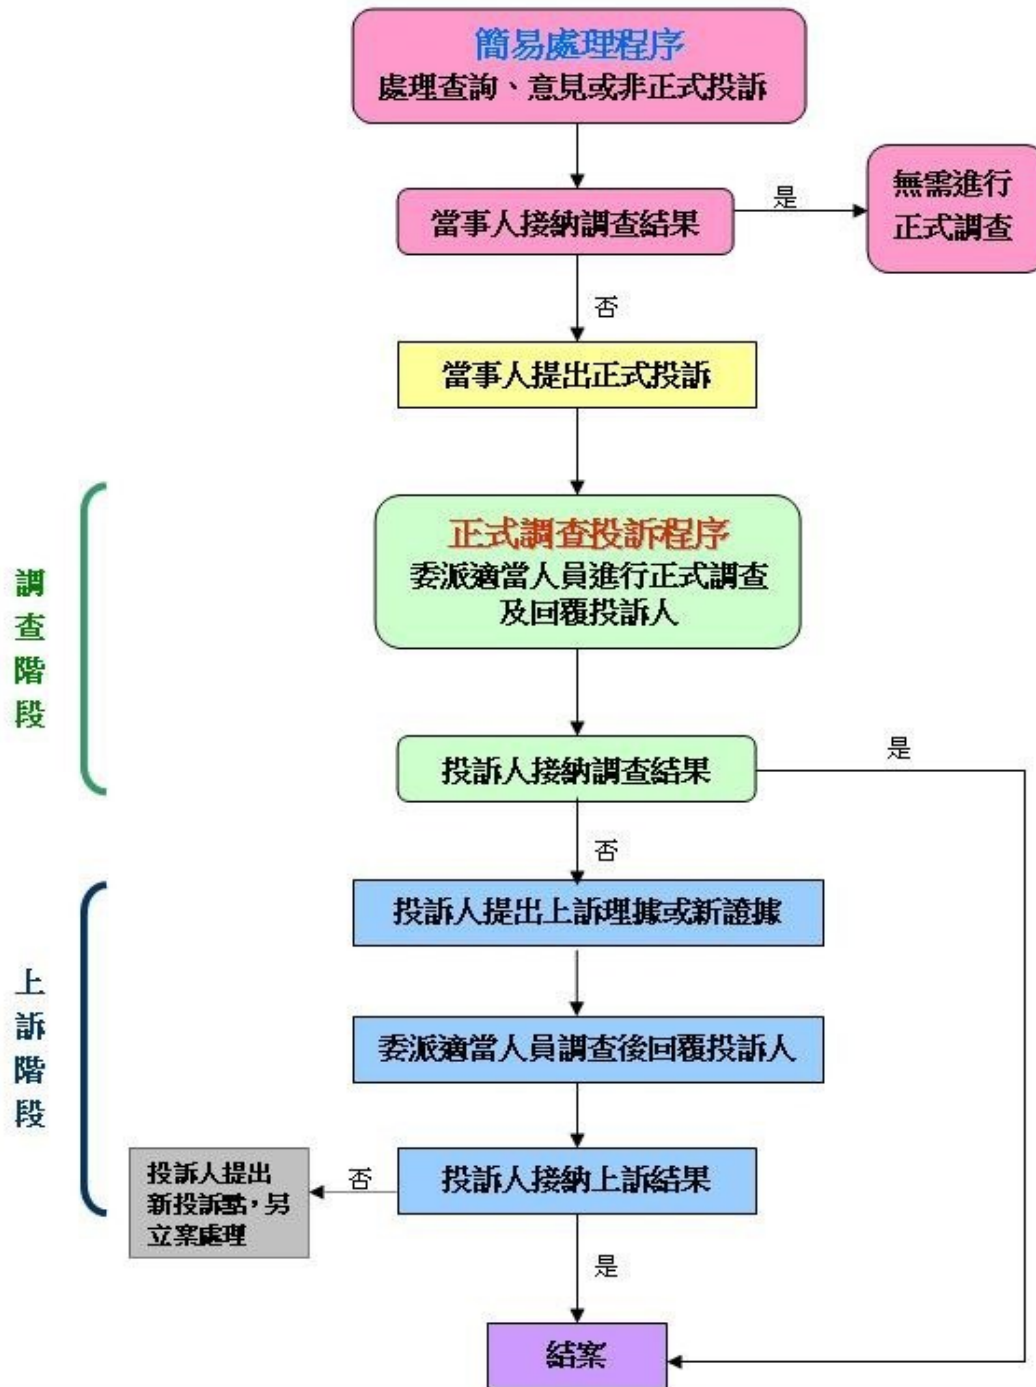 簡易處理程序
處理查詢、意見或非正式投訴
當事人接納調查結果
是
無需進行
正式調查
否
當事人提出正式投訴
調查階段
正式調查投訴程序
委派適當人員進行正式調查
及回覆投訴人
投訴人接納調查結果
是
否
上訴階段
投訴人提出上訴理據或新證據
委派適當人員調查後回覆投訴人
投訴人接納上訴結果
否
投訴人提出
新投訴點，另
立案處理
是
結案